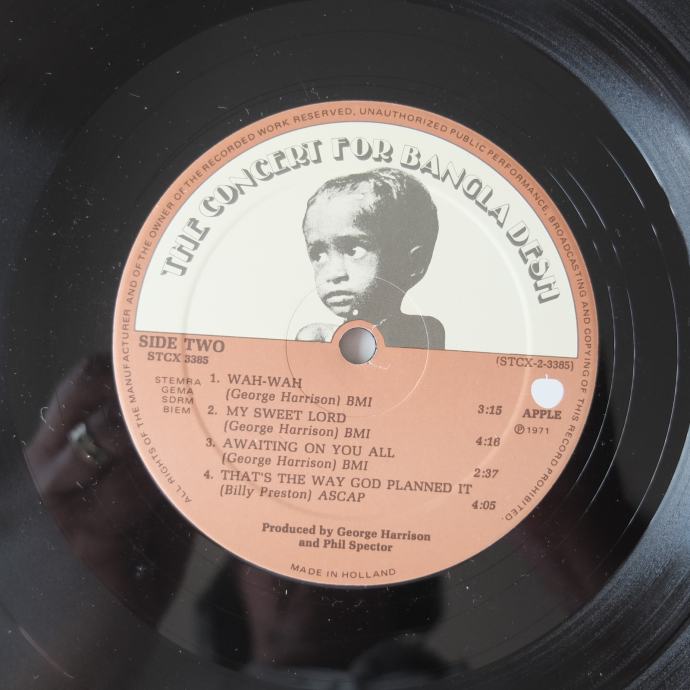 ALL RIGHTS OF THE MANUFACTURER AND OF THE OWNER OF THE RECORDED WORK RESERVED, UNAUTHORIZED PUBLIC PERFORMANCE, BROADCASTING AND COPYING OF THIS RECORD PROHIBITED.
THE CONCERT FOR BANGLA DESH
SIDE TWO
STCX 3385
(STCX-2-3385)
STEMRA
GEMA
SDRM
BIEM
1. WAH-WAH
(George Harrison) BMI 3:15
2. MY SWEET LORD
(George Harrison) BMI 4:16
3. AWAITING ON YOU ALL
(George Harrison) BMI 2:37
4. THAT'S THE WAY GOD PLANNED IT
(Billy Preston) ASCAP 4:05
APPLE
℗1971
Produced by George Harrison
and Phil Spector
MADE IN HOLLAND